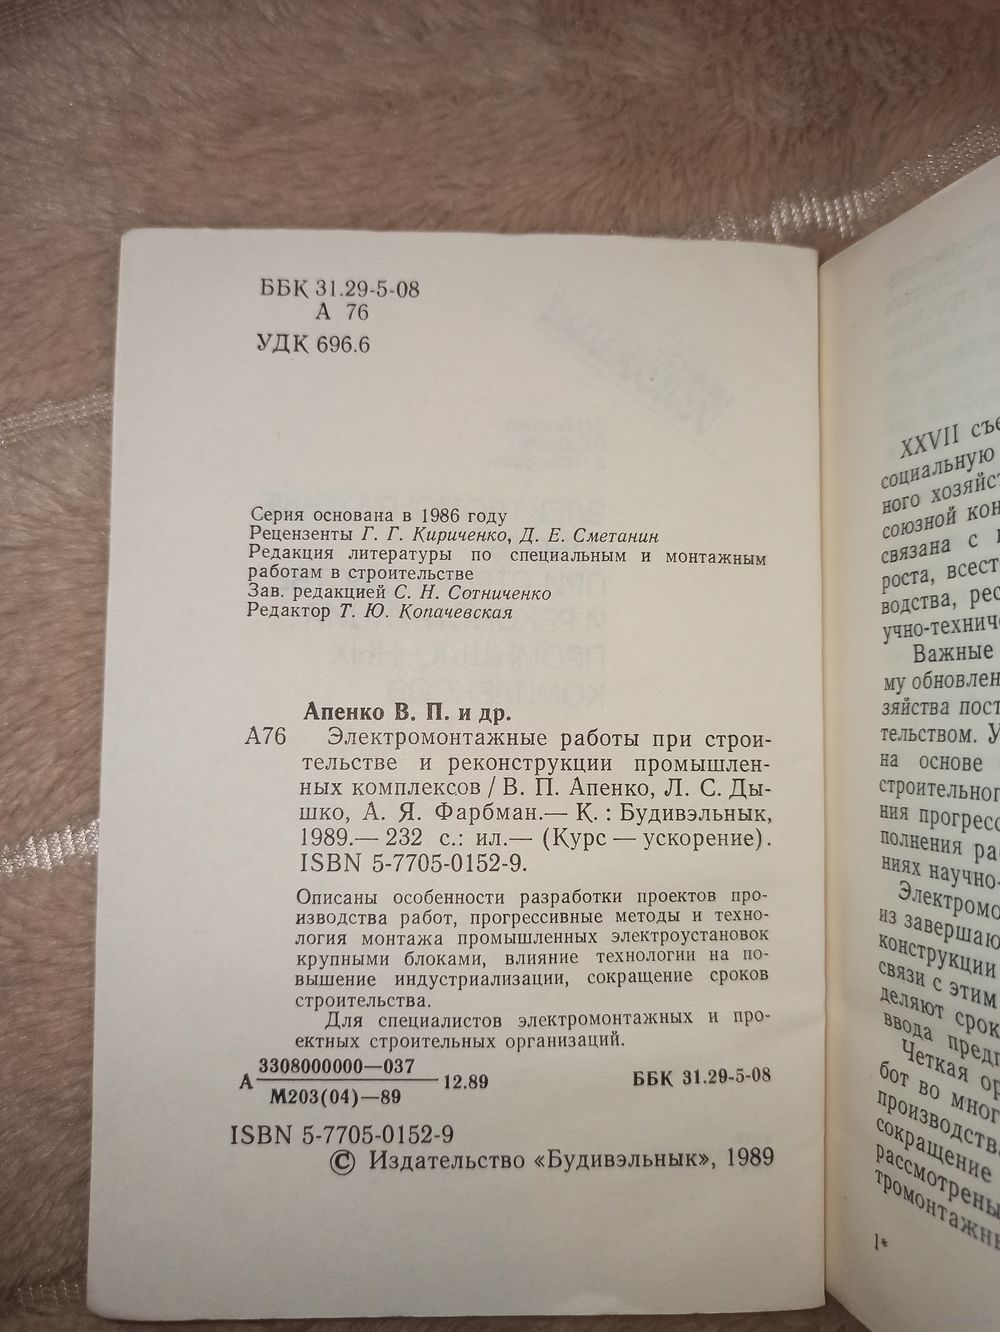 ББК 31.29-5-08
А 76
УДК 696.6
Серия основана в 1986 году
Рецензенты Г. Г. Кириченко, Д. Е. Сметанин
Редакция литературы по специальным и монтажным
работам в строительстве
Зав. редакцией С. Н. Сотниченко
Редактор Т. Ю. Копачевская
Апенко В. П. и др.
А76 Электромонтажные работы при строи-
тельстве и реконструкции промышлен-
ных комплексов / В. П. Апенко, Л. С. Ды-
шко, А. Я. Фарбман.— К. : Будивэльнык,
1989.— 232 с.: ил.— (Курс — ускорение).
ISBN 5-7705-0152-9.
Описаны особенности разработки проектов про-
изводства работ, прогрессивные методы и техно-
логия монтажа промышленных электроустановок
крупными блоками, влияние технологии на по-
вышение индустриализации, сокращение сроков
строительства.
Для специалистов электромонтажных и про-
ектных строительных организаций.
А 3308000000—037 12.89
М203(04)—89
ББК 31.29-5-08
ISBN 5-7705-0152-9
© Издательство «Будивэльнык», 1989
XXVII съе
социальную
ного хозяйст
союзной кон
связана с
роста, всест
водства, рес
учно-техниче
Важные
му обновлен
зяйства пост
тельством. У
на основе
строительног
ния прогресс
полнения ра
ниях научно-
Электромо
из завершаю
конструкции
связи с этим
деляют срок
ввода предп
Четкая ор
бот во мног
производств
сокращение
рассмотрены
тромонтажны
1*